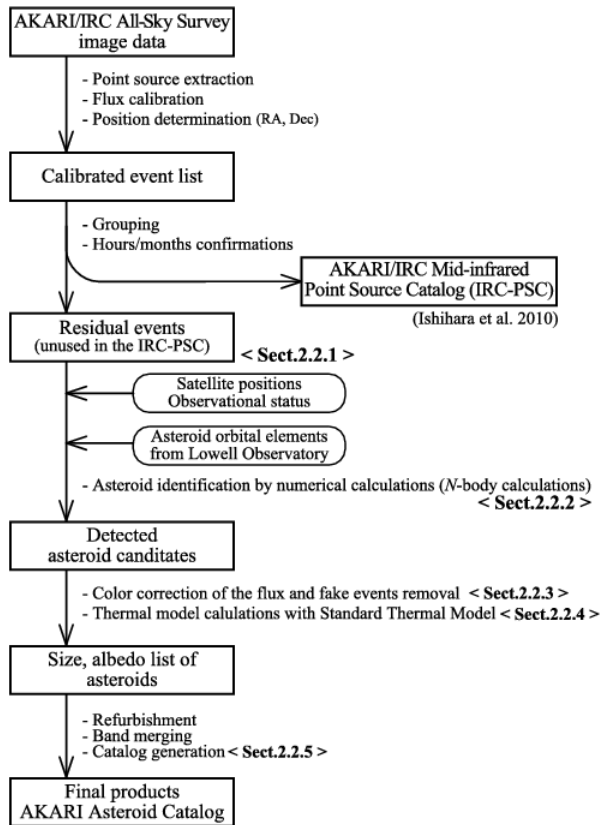 AKARI/IRC All-Sky Survey
image data
- Point source extraction
- Flux calibration
- Position determination (RA, Dec)
Calibrated event list
- Grouping
- Hours/months confirmations
AKARI/IRC Mid-infrared
Point Source Catalog (IRC-PSC)
(Ishihara et al. 2010)
Residual events
(unused in the IRC-PSC)
< Sect.2.2.1 >
Satellite positions
Observational status
Asteroid orbital elements
from Lowell Observatory
- Asteroid identification by numerical calculations (N-body calculations)
< Sect.2.2.2 >
Detected
asteroid canditates
- Color correction of the flux and fake events removal < Sect.2.2.3 >
- Thermal model calulations with Standard Thermal Model < Sect.2.2.4 >
Size, albedo list of
asteroids
- Refurbishment
- Band merging
- Catalog generation < Sect.2.2.5 >
Final products
AKARI Asteroid Catalog